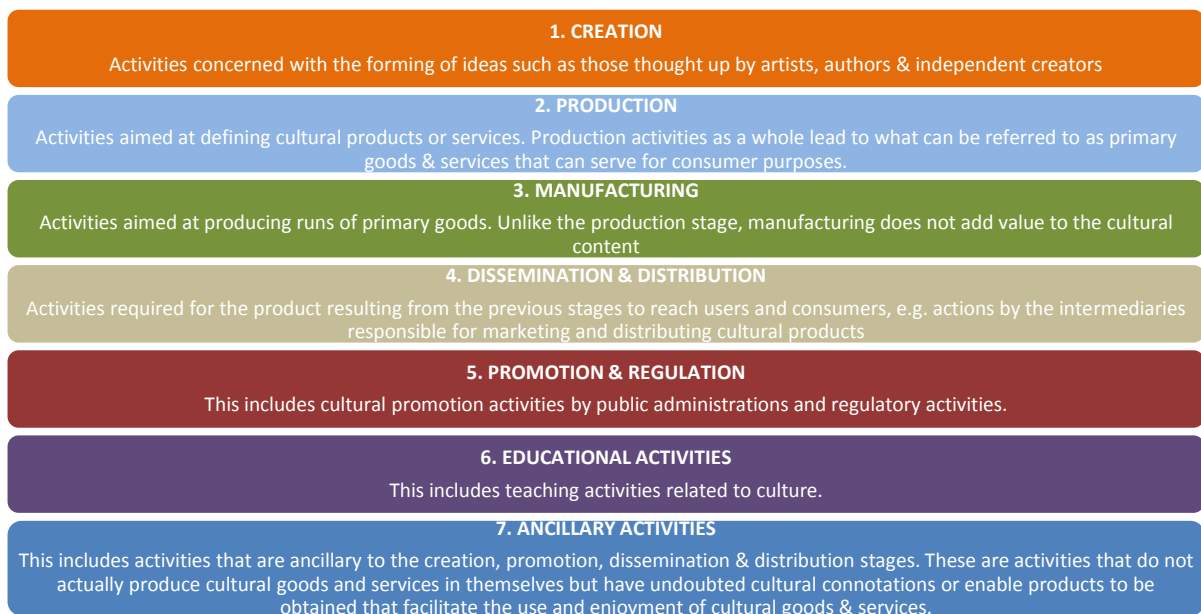 1. CREATION
Activities concerned with the forming of ideas such as those thought up by artists, authors & independent creators
2. PRODUCTION
Activities aimed at defining cultural products or services. Production activities as a whole lead to what can be referred to as primary
goods & services that can serve for consumer purposes.
3. MANUFACTURING
Activities aimed at producing runs of primary goods. Unlike the production stage, manufacturing does not add value to the cultural
content
4. DISSEMINATION & DISTRIBUTION
Activities required for the product resulting from the previous stages to reach users and consumers, e.g. actions by the intermediaries
responsible for marketing and distributing cultural products
5. PROMOTION & REGULATION
This includes cultural promotion activities by public administrations and regulatory activities.
6. EDUCATIONAL ACTIVITIES
This includes teaching activities related to culture.
7. ANCILLARY ACTIVITIES
This includes activities that are ancillary to the creation, promotion, dissemination & distribution stages. These are activities that do not
actually produce cultural goods and services in themselves but have undoubted cultural connotations or enable products to be
obtained that facilitate the use and enjoyment of cultural goods & services.